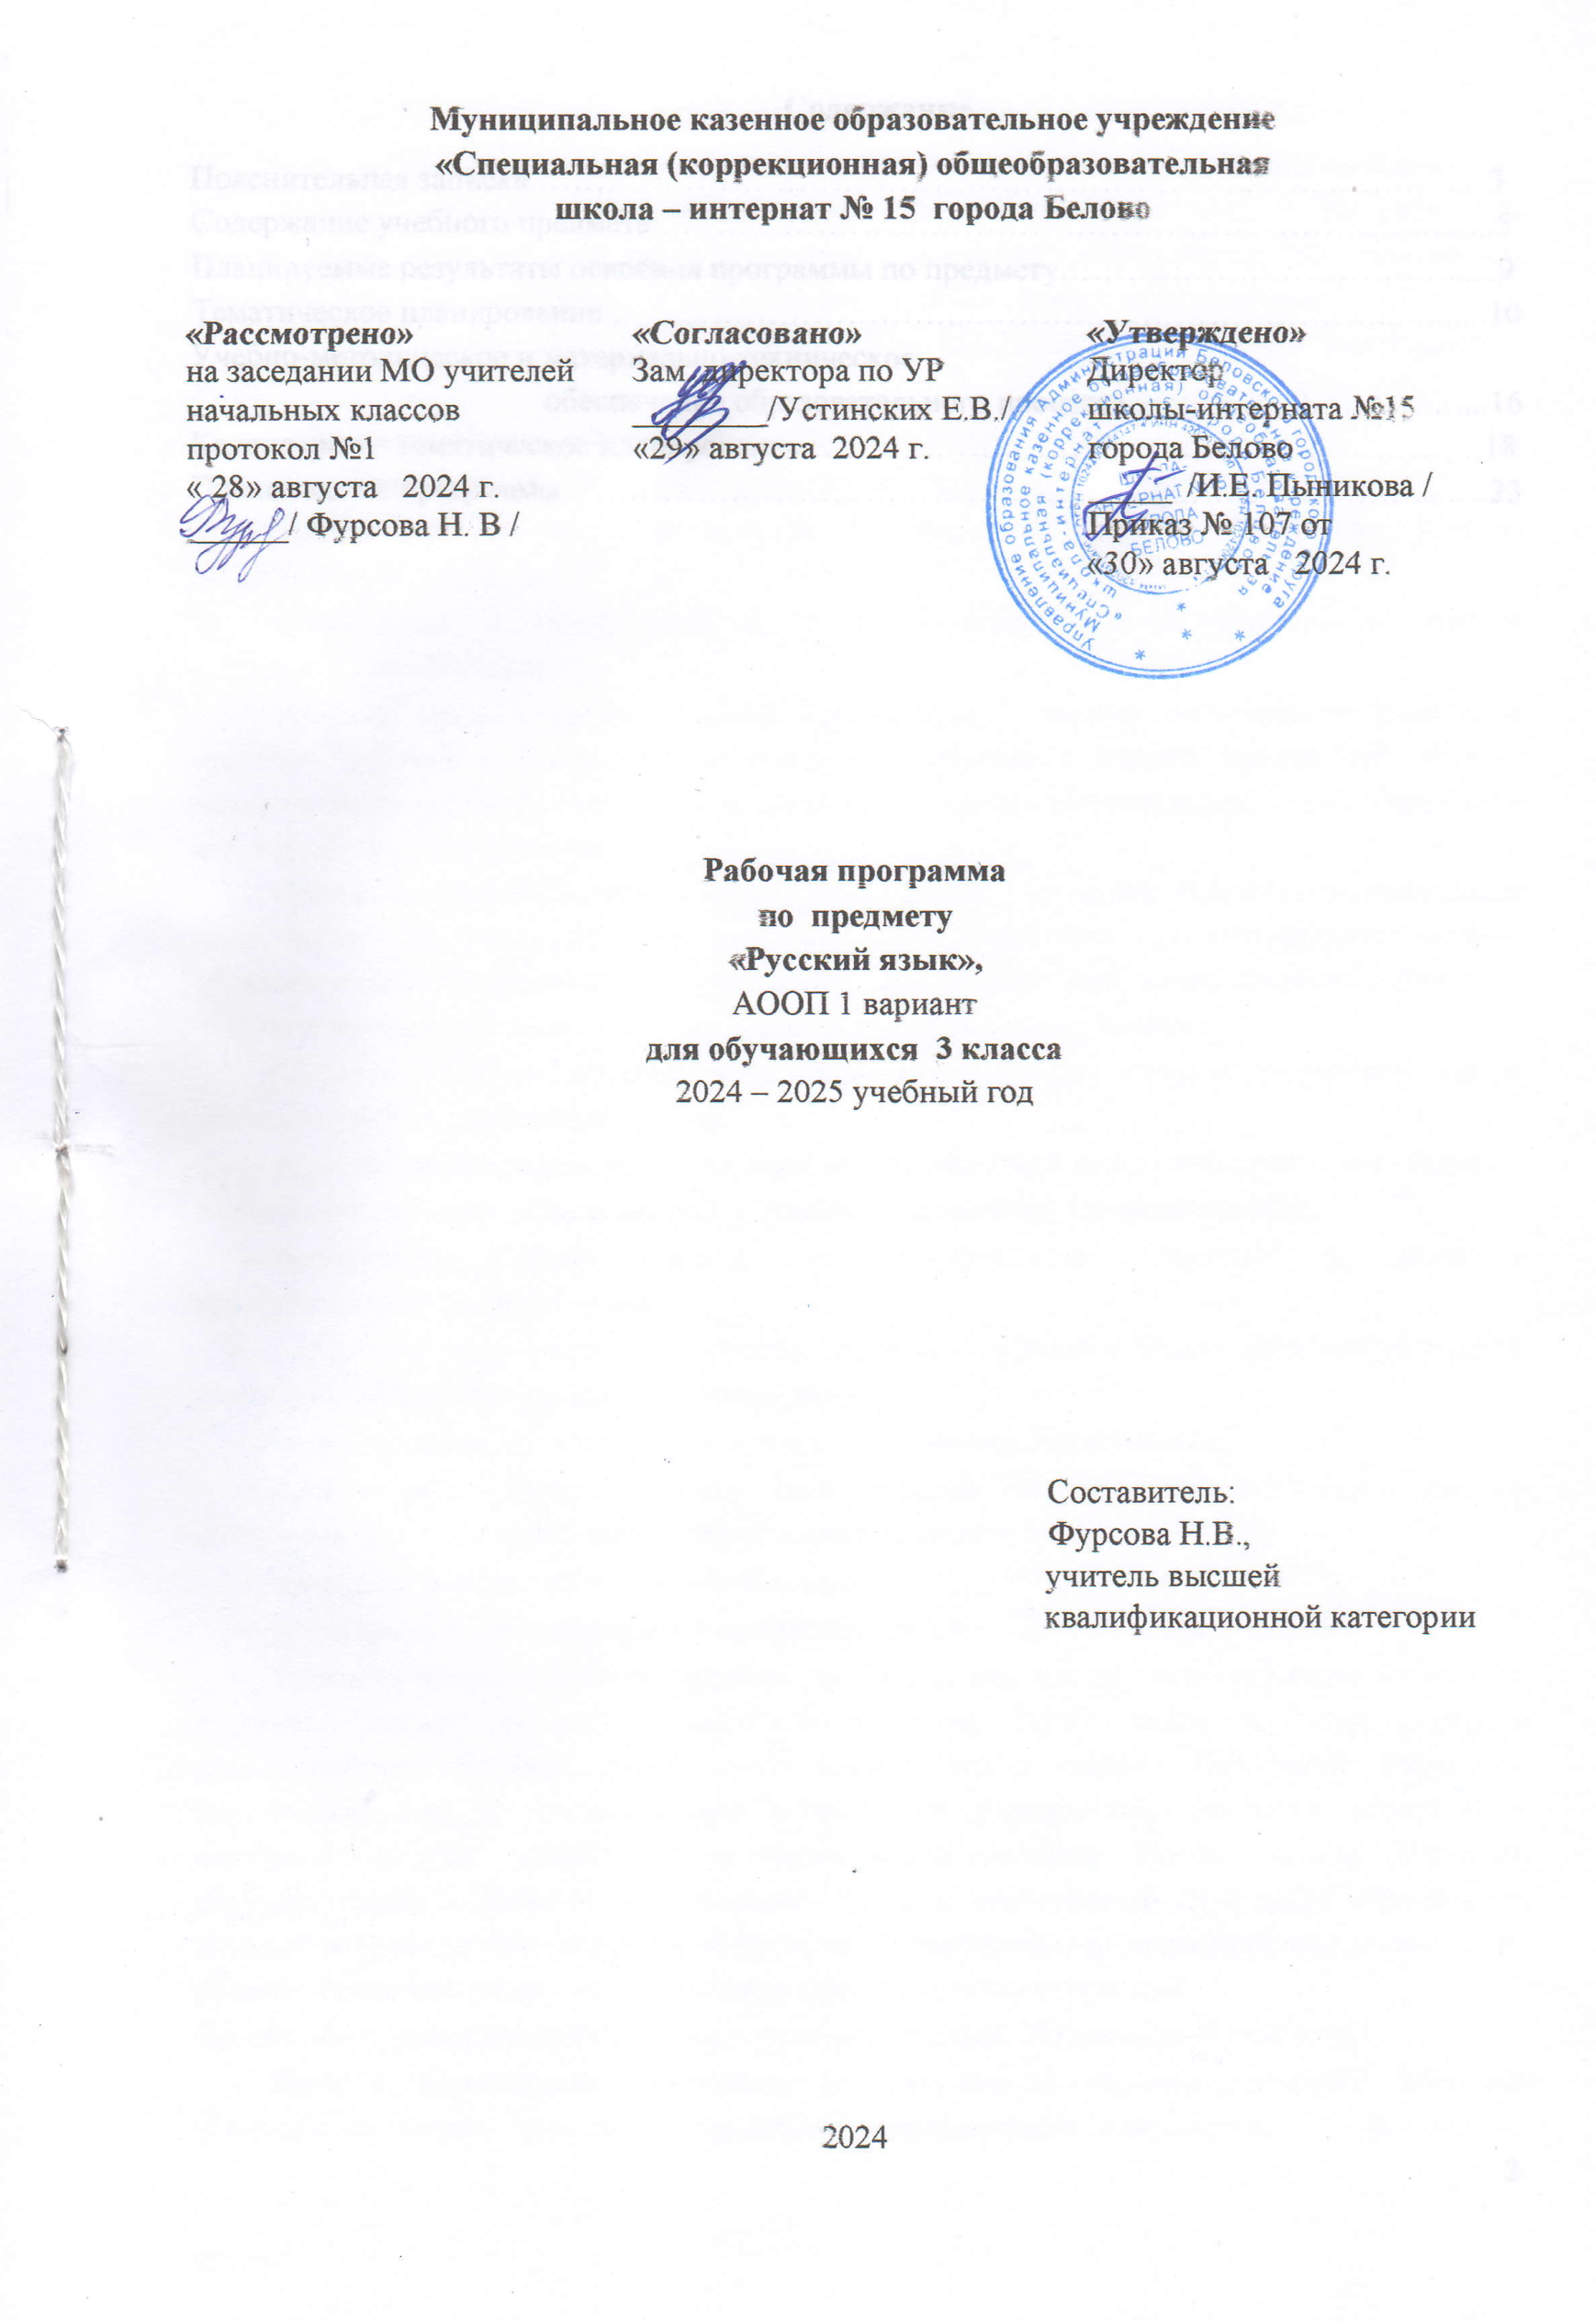 Муниципальное казенное образовательное учреждение
«Специальная (коррекционная) общеобразовательная
школа – интернат № 15 города Белово
«Рассмотрено»
на заседании МО учителей
начальных классов
протокол №1
« 28» августа 2024 г.
______/ Фурсова Н. В /
«Согласовано»
Зам. директора по УР
________/Устинских Е.В./
«29» августа 2024 г.
«Утверждено»
Директор
школы-интерната №15
города Белово
_____ /И.Е. Пыникова /
Приказ № 107 от
«30» августа 2024 г.
Рабочая программа
по предмету
«Русский язык»,
АООП 1 вариант
для обучающихся 3 класса
2024 – 2025 учебный год
Составитель:
Фурсова Н.В.,
учитель высшей
квалификационной категории
2024